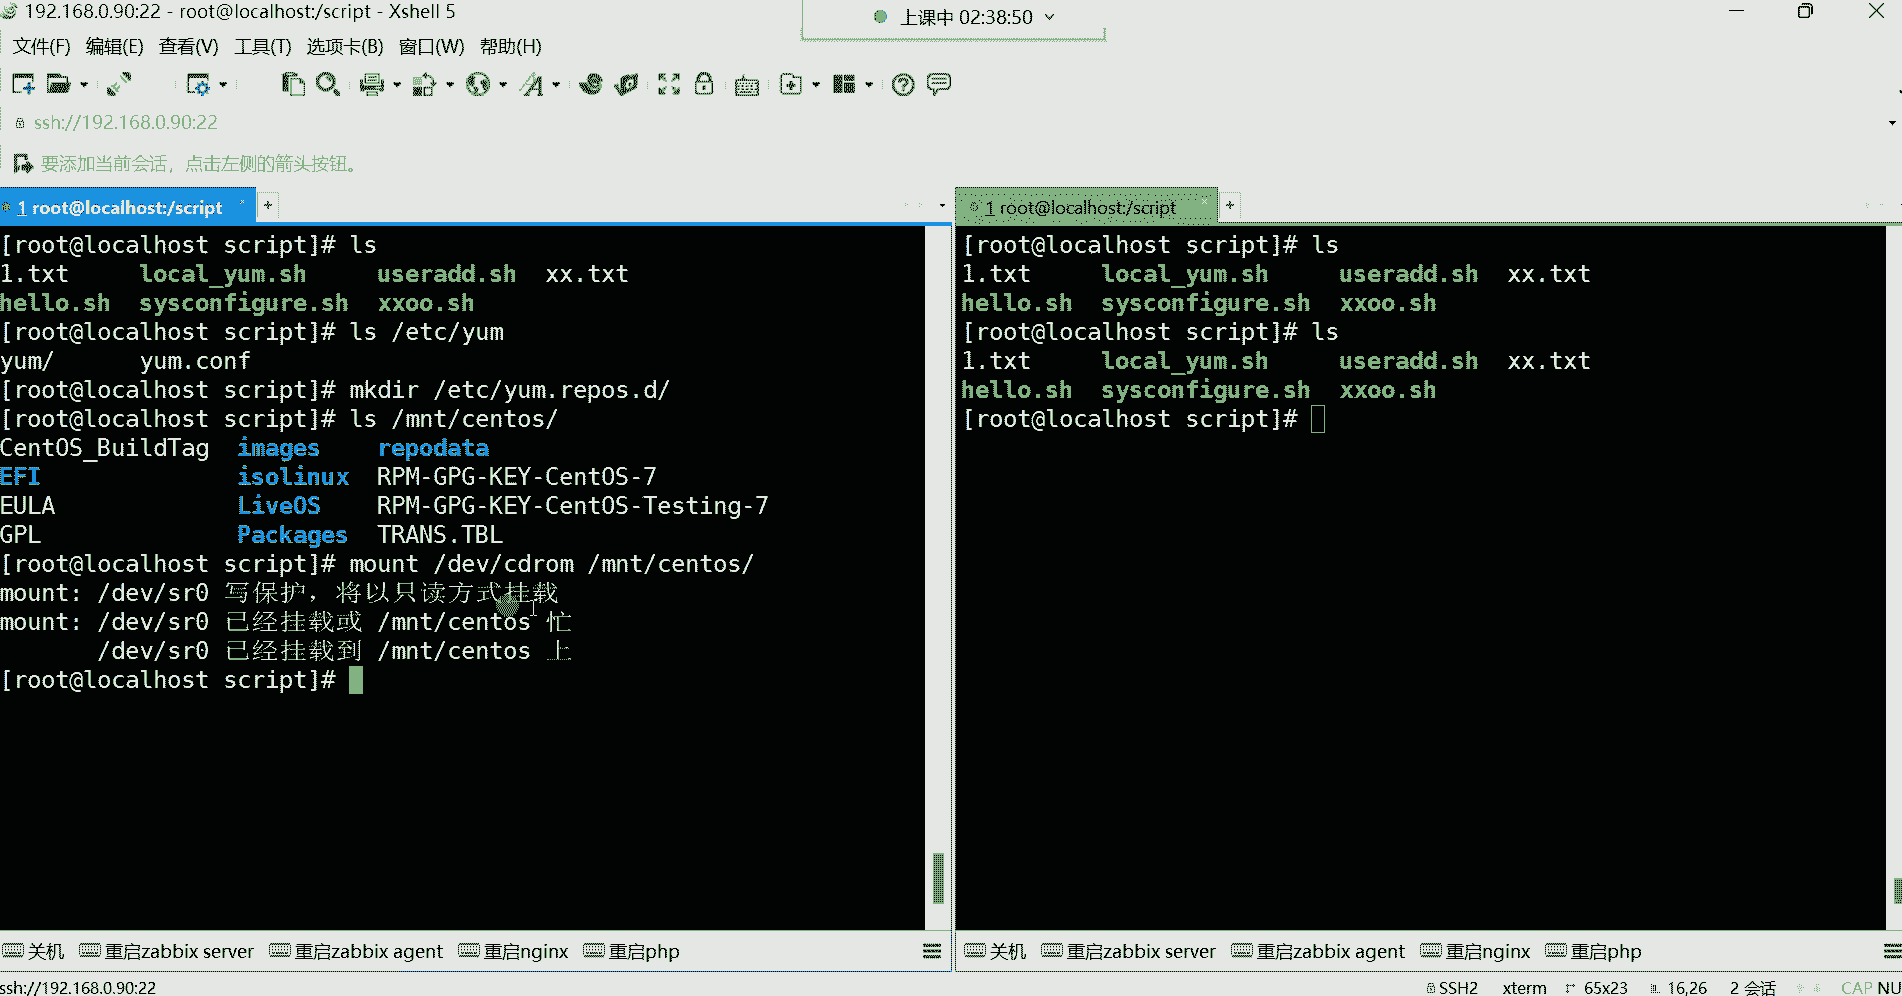 192.168.0.90:22 - root@localhost:/script - Xshell 5
上课中 02:38:50
文件(F) 编辑(E) 查看(V) 工具(T) 选项卡(B) 窗口(W) 帮助(H)
ssh://192.168.0.90:22
要添加当前会话，点击左侧的箭头按钮。
1 root@localhost:/script
[root@localhost script]# ls
1.txt local_yum.sh useradd.sh xx.txt
hello.sh sysconfigure.sh xxoo.sh
[root@localhost script]# ls /etc/yum
yum/ yum.conf
[root@localhost script]# mkdir /etc/yum.repos.d/
[root@localhost script]# ls /mnt/centos/
CentOS_BuildTag images repodata
EFI isolinux RPM-GPG-KEY-CentOS-7
EULA LiveOS RPM-GPG-KEY-CentOS-Testing-7
GPL Packages TRANS.TBL
[root@localhost script]# mount /dev/cdrom /mnt/centos/
mount: /dev/sr0 写保护，将以只读方式挂载
mount: /dev/sr0 已经挂载或 /mnt/centos 忙
/dev/sr0 已经挂载到 /mnt/centos 上
[root@localhost script]#
关机 重启zabbix server 重启zabbix agent 重启nginx 重启php
1 root@localhost:/script
[root@localhost script]# ls
1.txt local_yum.sh useradd.sh xx.txt
hello.sh sysconfigure.sh xxoo.sh
[root@localhost script]# ls
1.txt local_yum.sh useradd.sh xx.txt
hello.sh sysconfigure.sh xxoo.sh
[root@localhost script]#
关机 重启zabbix server 重启zabbix agent 重启nginx 重启php
ssh://192.168.0.90:22 SSH2 xterm 65x23 16,26 2 会话 CAP NU